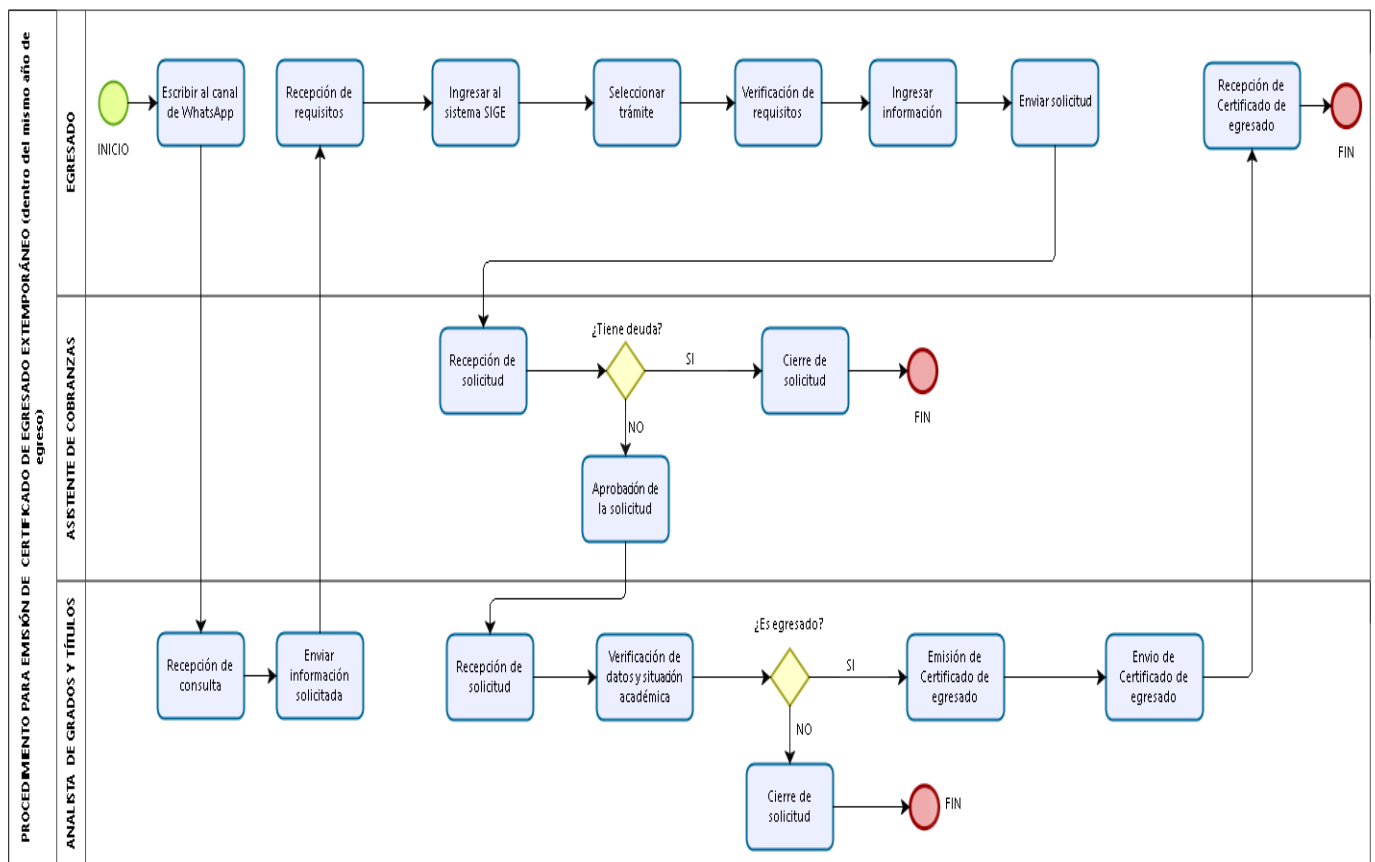 PROCEDIMIENTO PARA EMISIÓN DE CERTIFICADO DE EGRESADO EXTEMPORÁNEO (dentro del mismo año de
egreso)
EGRESADO
INICIO
Escribir al canal
de WhatsApp
Recepción de
requisitos
Ingresar al
sistema SIGE
Seleccionar
trámite
Verificación de
requisitos
Ingresar
información
Enviar solicitud
Recepción de
Certificado de
egresado
FIN
ASISTENTE DE COBRANZAS
Recepción de
solicitud
¿Tiene deuda?
SI
Cierre de
solicitud
FIN
NO
Aprobación de
la solicitud
ANALISTA DE GRADOS Y TÍTULOS
Recepción de
consulta
Enviar
información
solicitada
Recepción de
solicitud
Verificación de
datos y situación
académica
¿Es egresado?
SI
Emisión de
Certificado de
egresado
Envio de
Certificado de
egresado
NO
Cierre de
solicitud
FIN